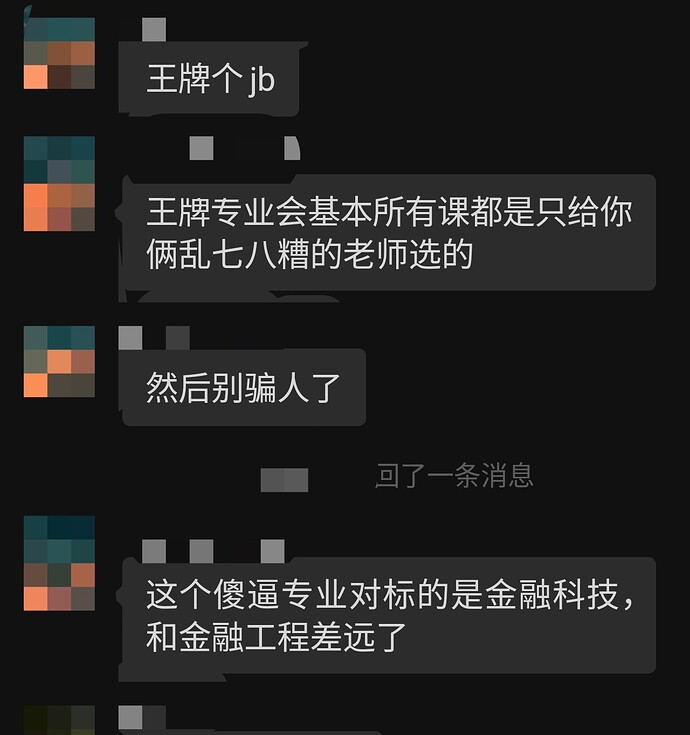 王牌个jb
王牌专业会基本所有课都是只给你
俩乱七八糟的老师选的
然后别骗人了
回了一条消息
这个傻逼专业对标的是金融科技，
和金融工程差远了